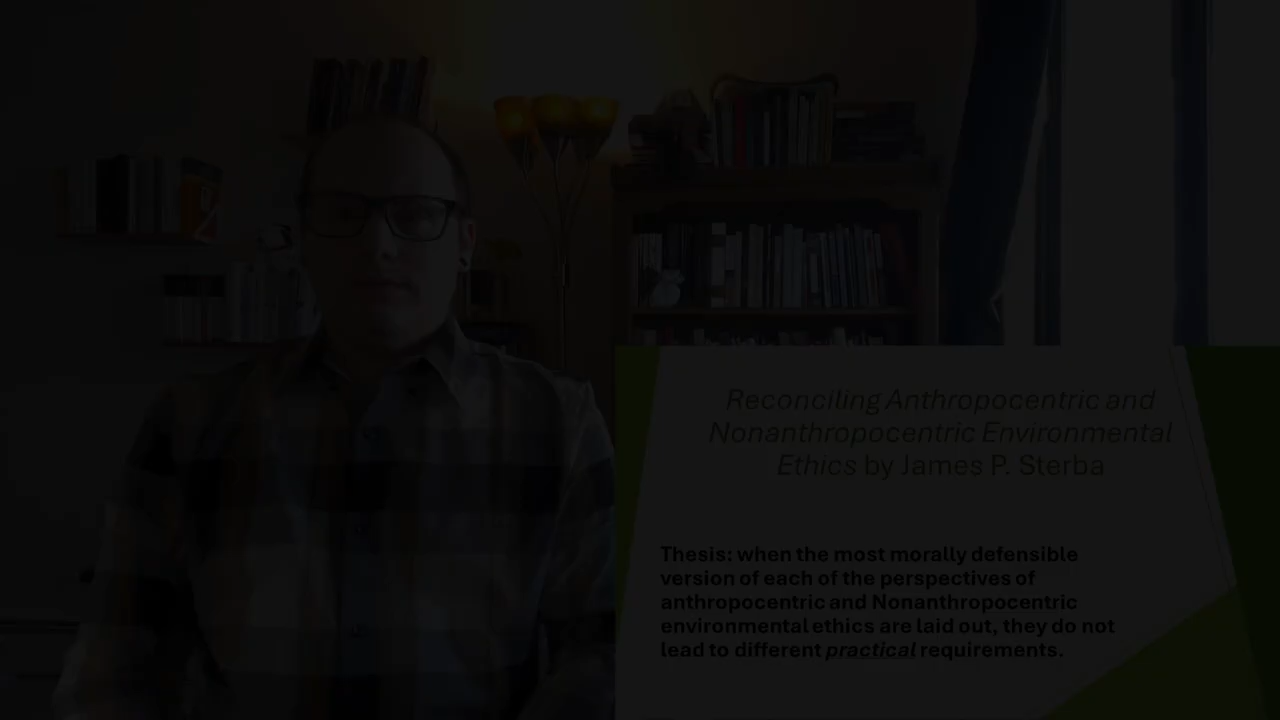 Reconciling Anthropocentric and
Nonanthropocentric Environmental
Ethics by James P. Sterba
Thesis: when the most morally defensible
version of each of the perspectives of
anthropocentric and Nonanthropocentric
environmental ethics are laid out, they do not
lead to different practical requirements.